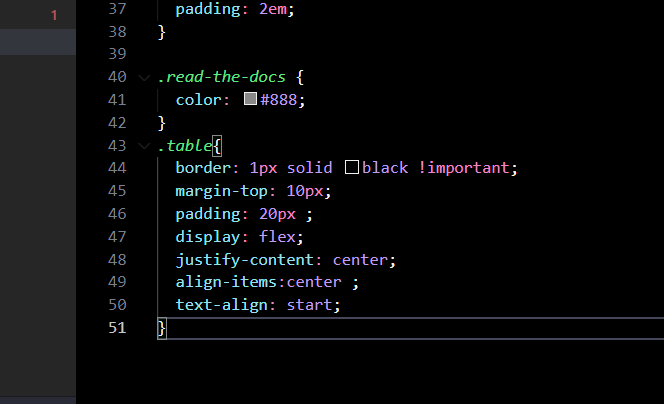 1
37 padding: 2em;
38 }
39
40 .read-the-docs {
41 color: #888;
42 }
43 .table{
44 border: 1px solid black !important;
45 margin-top: 10px;
46 padding: 20px ;
47 display: flex;
48 justify-content: center;
49 align-items:center ;
50 text-align: start;
51 }